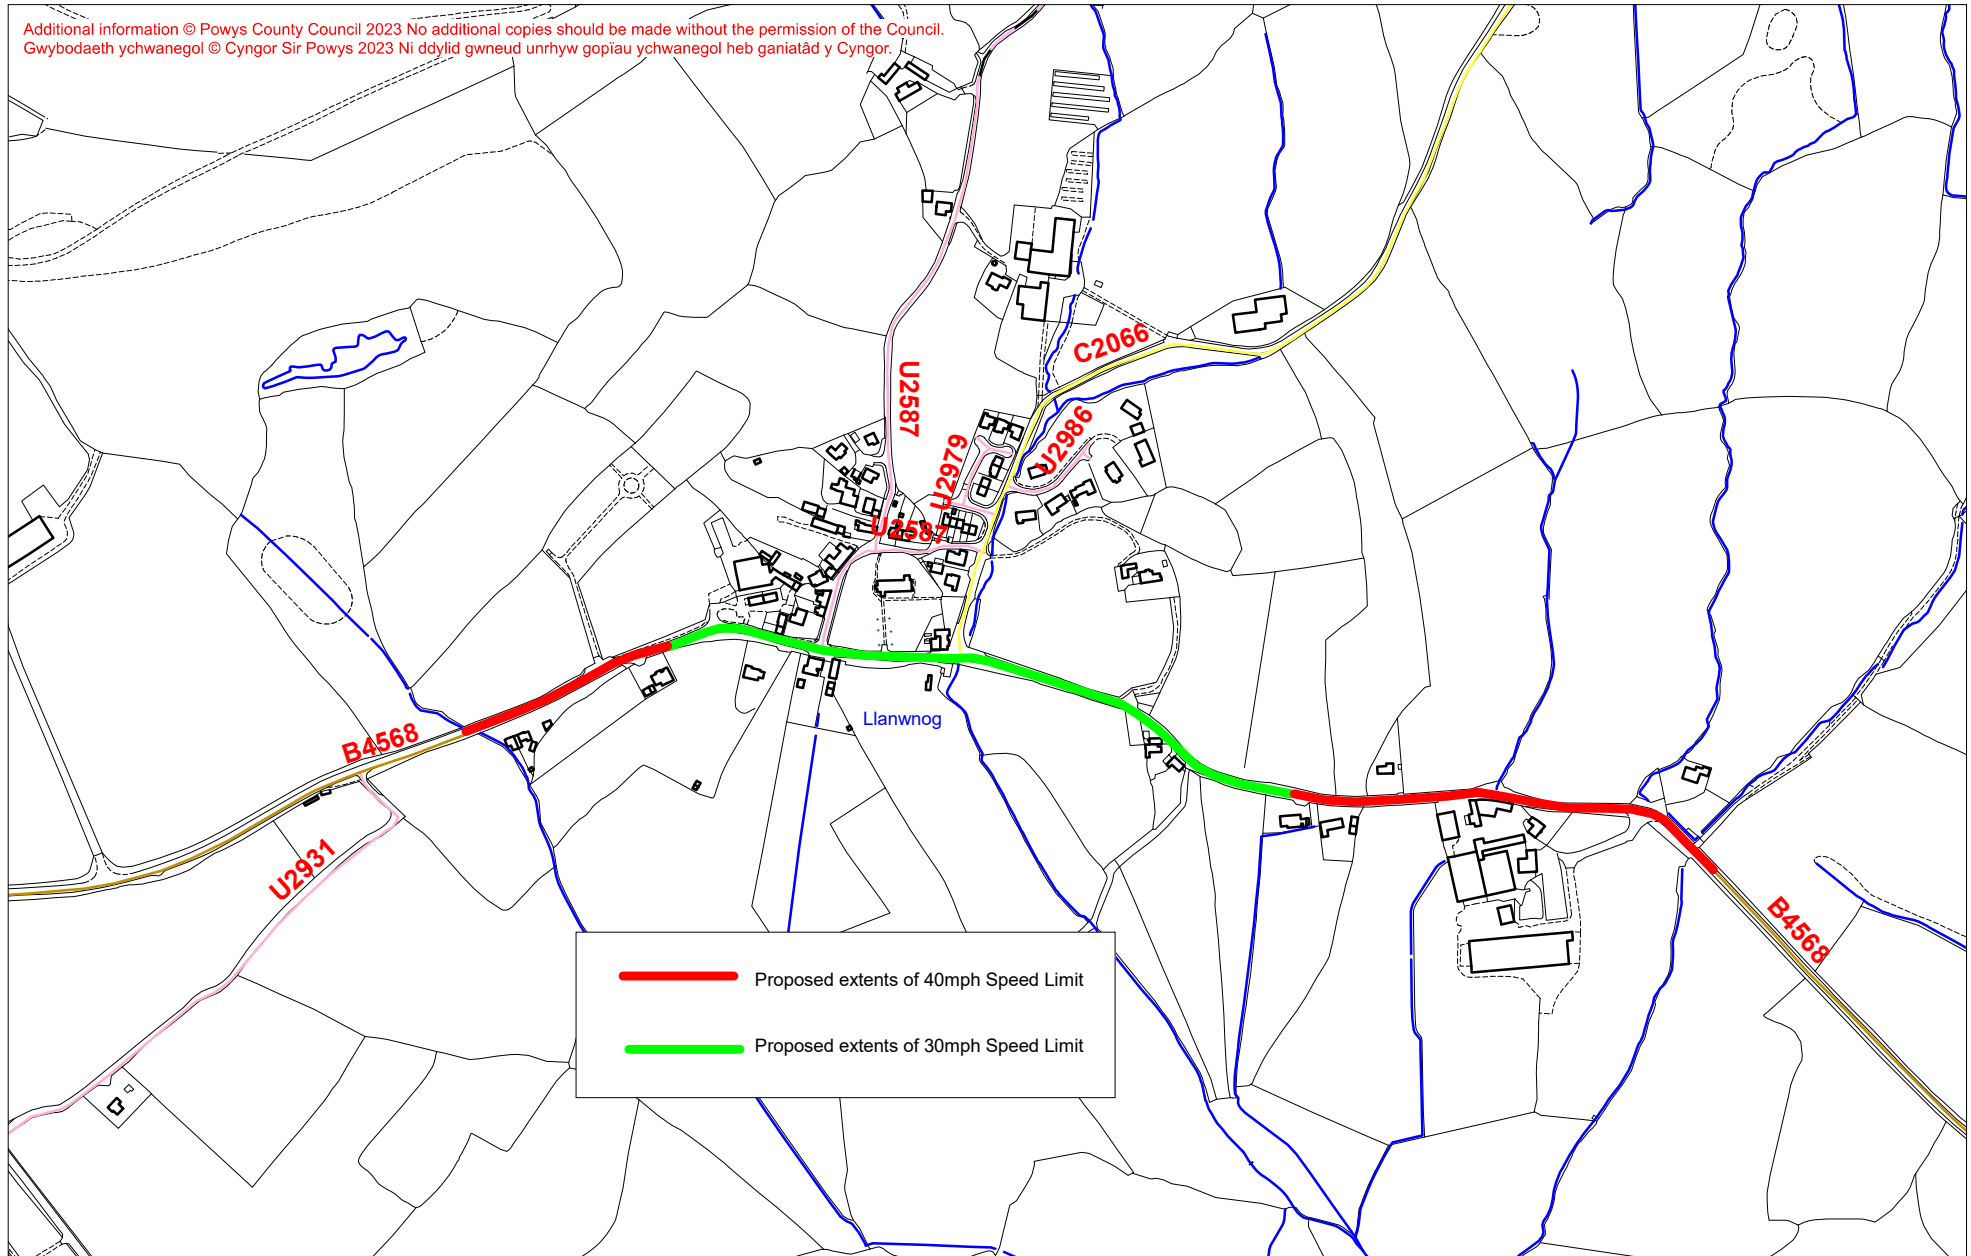 Additional information © Powys County Council 2023 No additional copies should be made without the permission of the Council.
Gwybodaeth ychwanegol © Cyngor Sir Powys 2023 Ni ddylid gwneud unrhyw gopïau ychwanegol heb ganiatâd y Cyngor.
C2066
U2587
U2979
U2986
U2587
Llanwnog
B4568
U2931
B4568
Proposed extents of 40mph Speed Limit
Proposed extents of 30mph Speed Limit